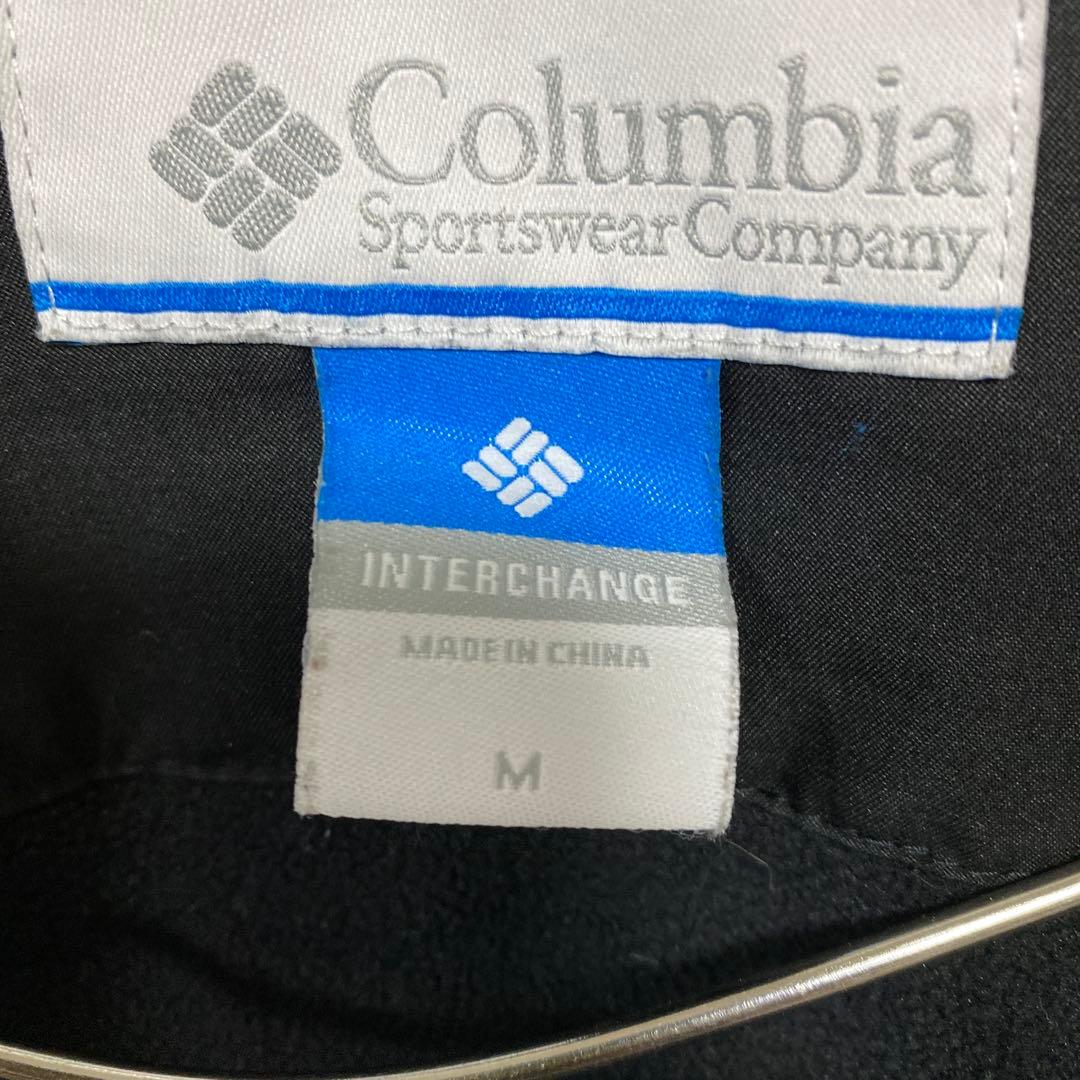 Columbia
Sportswear Company
INTERCHANGE
MADE IN CHINA
M